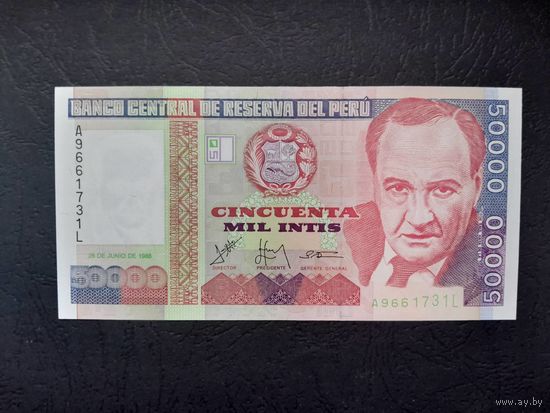 BANCO CENTRAL DE RESERVA DEL PERÚ
A9661731L
CINCUENTA
MIL INTIS
28 DE JUNIO DE 1988
DIRECTOR PRESIDENTE GERENTE GENERAL
50000
A9661731L
50000 50000
www.ay.by